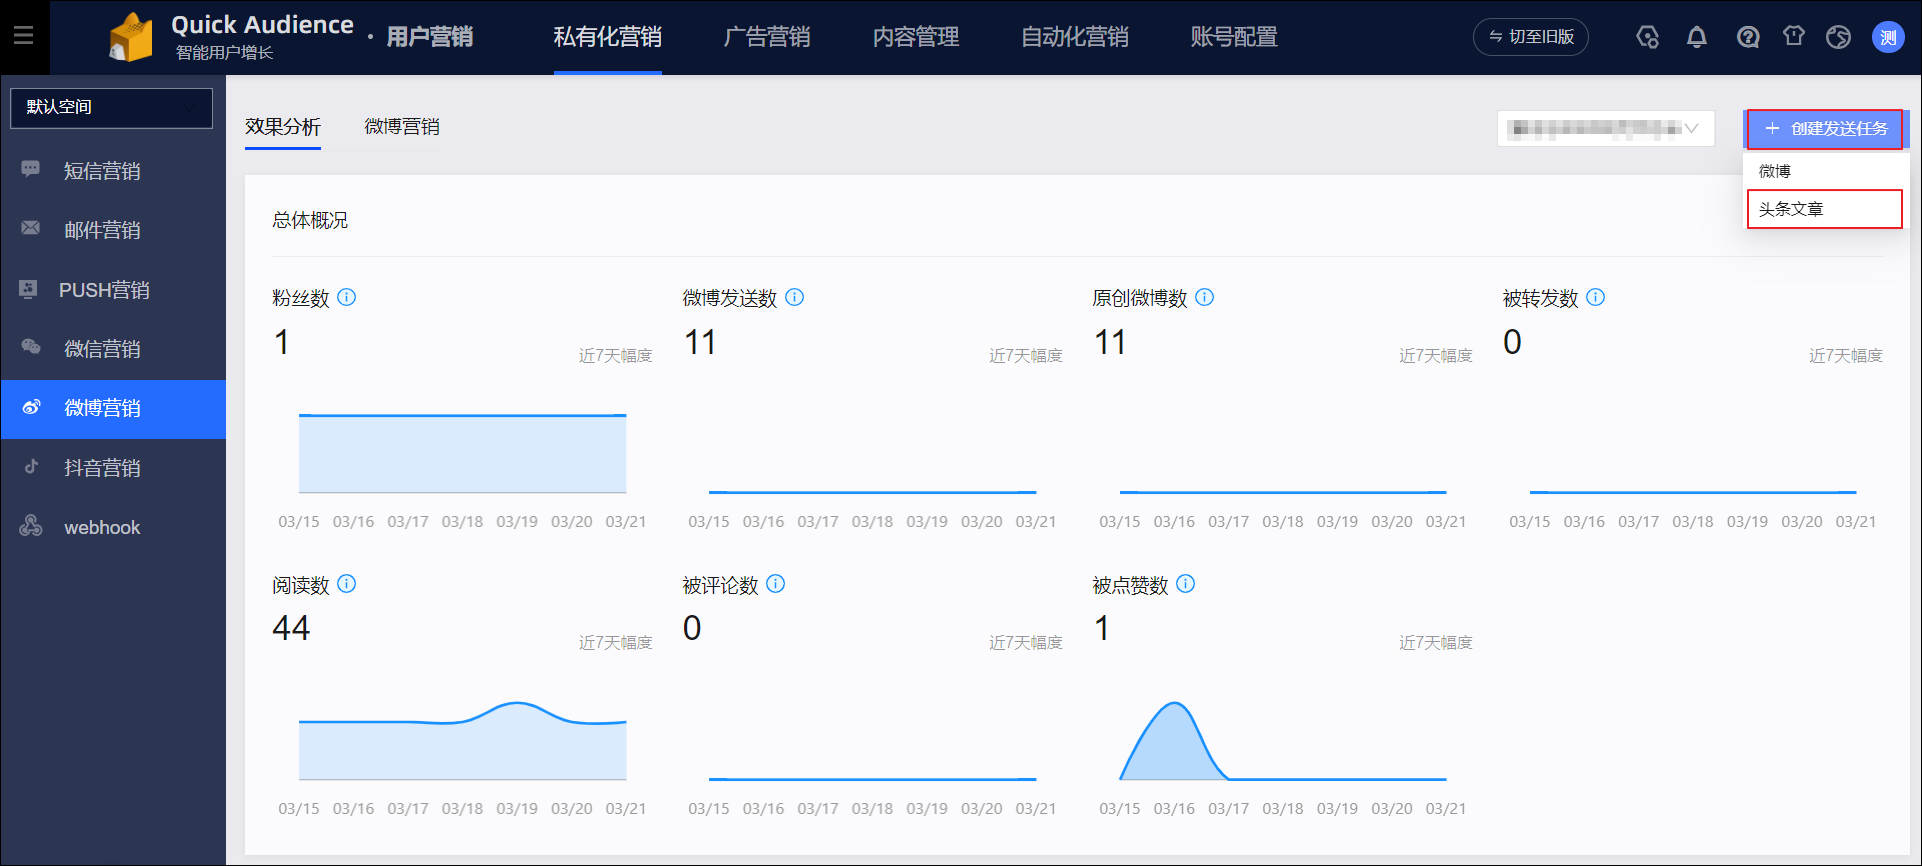 Quick Audience
智能用户增长
· 用户营销
私有化营销
广告营销
内容管理
自动化营销
账号配置
切至旧版
测
默认空间
短信营销
邮件营销
PUSH营销
微信营销
微博营销
抖音营销
webhook
效果分析
微博营销
创建发送任务
微博
头条文章
总体概况
粉丝数
1
近7天幅度
03/15 03/16 03/17 03/18 03/19 03/20 03/21
微博发送数
11
近7天幅度
03/15 03/16 03/17 03/18 03/19 03/20 03/21
原创微博数
11
近7天幅度
03/15 03/16 03/17 03/18 03/19 03/20 03/21
被转发数
0
近7天幅度
03/15 03/16 03/17 03/18 03/19 03/20 03/21
阅读数
44
近7天幅度
03/15 03/16 03/17 03/18 03/19 03/20 03/21
被评论数
0
近7天幅度
03/15 03/16 03/17 03/18 03/19 03/20 03/21
被点赞数
1
近7天幅度
03/15 03/16 03/17 03/18 03/19 03/20 03/21